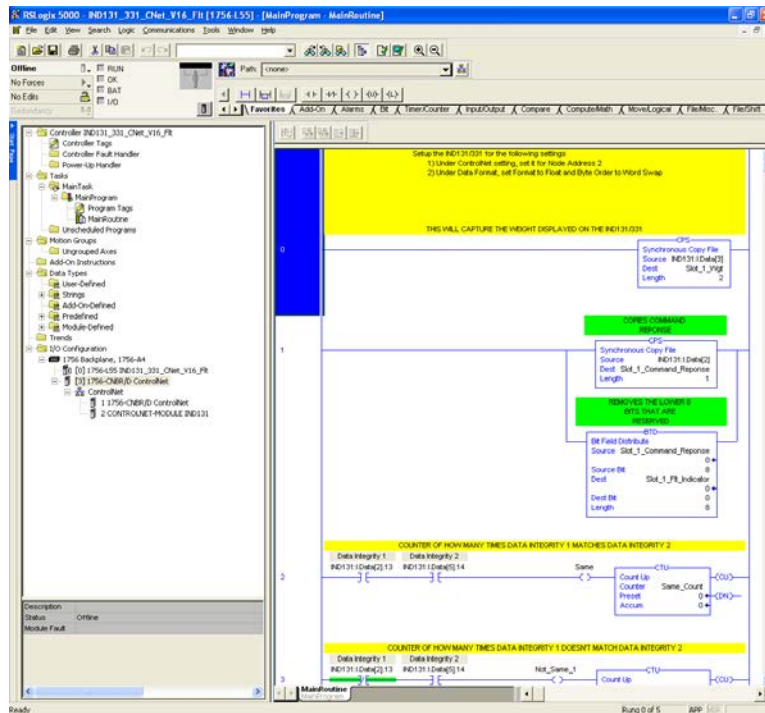 RSLogix 5000 - IND131_331_CNet_V16_Flt [1756-L55] - [MainProgram - MainRoutine]
File Edit View Search Logic Communications Tools Window Help
Offline
RUN
Path: <none>
No Forces
OK
No Edits
BAT
Redundancy
I/O
Favorites
Add-On
Alarms
Bit
Timer/Counter
Input/Output
Compare
Compute/Math
Move/Logical
File/Misc.
File/Shift
Start Page
Controller IND131_331_CNet_V16_Flt
Controller Tags
Controller Fault Handler
Power-Up Handler
Tasks
MainTask
MainProgram
Program Tags
MainRoutine
Unscheduled Programs
Motion Groups
Ungrouped Axes
Add-On Instructions
Data Types
User-Defined
Strings
Add-On-Defined
Predefined
Module-Defined
Trends
I/O Configuration
1756 Backplane, 1756-A4
[0] 1756-L55 IND131_331_CNet_V16_Flt
[3] 1756-CNBR/D ControlNet
ControlNet
1 1756-CNBR/D ControlNet
2 CONTROLNET-MODULE IND131
Description
Status Offline
Module Fault
Setup the IND131/331 for the following settings
1) Under ControlNet setting, set it for Node Address 2
2) Under Data Format, set Format to Float and Byte Order to Word Swap
THIS WILL CAPTURE THE WEIGHT DISPLAYED ON THE IND131/331
0
CPS
Synchronous Copy File
Source IND131:I.Data[3]
Dest Slot_1_Wgt
Length 2
COPIES COMMAND
REPONSE
1
CPS
Synchronous Copy File
Source IND131:I.Data[2]
Dest Slot_1_Command_Reponse
Length 1
REMOVES THE LOWER 8
BITS THAT ARE
RESERVED
BTD
Bit Field Distribute
Source Slot_1_Command_Reponse
0
Source Bit 8
Dest Slot_1_Flt_Indicator
0
Dest Bit 0
Length 8
COUNTER OF HOW MANY TIMES DATA INTEGRITY 1 MATCHES DATA INTEGRITY 2
Data Integrity 1 Data Integrity 2
IND131:I.Data[2].13 IND131:I.Data[5].14 Same
2
CTU
Count Up
Counter Same_Count
Preset 0
Accum 0
CU
DN
COUNTER OF HOW MANY TIMES DATA INTEGRITY 1 DOESN'T MATCH DATA INTEGRITY 2
Data Integrity 1 Data Integrity 2
IND131:I.Data[2].13 IND131:I.Data[5].14 Not_Same_1
3
CTU
Count Up
CU
MainRoutine
MainProgram
Ready
Rung 0 of 5 APP